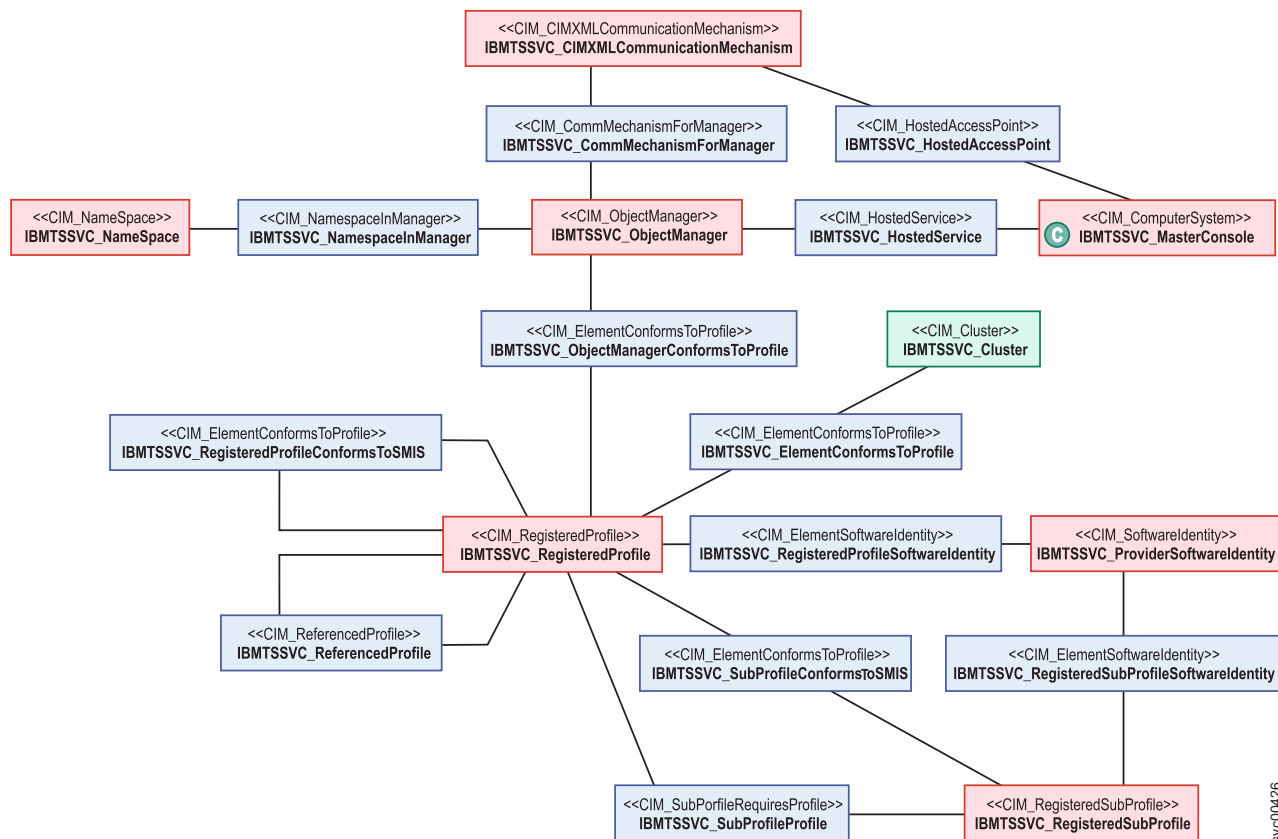 <<CIM_CIMXMLCommunicationMechanism>>
IBMTSSVC_CIMXMLCommunicationMechanism
<<CIM_CommMechanismForManager>>
IBMTSSVC_CommMechanismForManager
<<CIM_HostedAccessPoint>>
IBMTSSVC_HostedAccessPoint
<<CIM_NameSpace>>
IBMTSSVC_NameSpace
<<CIM_NamespaceInManager>>
IBMTSSVC_NamespaceInManager
<<CIM_ObjectManager>>
IBMTSSVC_ObjectManager
<<CIM_HostedService>>
IBMTSSVC_HostedService
C
<<CIM_ComputerSystem>>
IBMTSSVC_MasterConsole
<<CIM_ElementConformsToProfile>>
IBMTSSVC_ObjectManagerConformsToProfile
<<CIM_Cluster>>
IBMTSSVC_Cluster
<<CIM_ElementConformsToProfile>>
IBMTSSVC_RegisteredProfileConformsToSMIS
<<CIM_ElementConformsToProfile>>
IBMTSSVC_ElementConformsToProfile
<<CIM_RegisteredProfile>>
IBMTSSVC_RegisteredProfile
<<CIM_ElementSoftwareIdentity>>
IBMTSSVC_RegisteredProfileSoftwareIdentity
<<CIM_SoftwareIdentity>>
IBMTSSVC_ProviderSoftwareIdentity
<<CIM_ReferencedProfile>>
IBMTSSVC_ReferencedProfile
<<CIM_ElementConformsToProfile>>
IBMTSSVC_SubProfileConformsToSMIS
<<CIM_ElementSoftwareIdentity>>
IBMTSSVC_RegisteredSubProfileSoftwareIdentity
<<CIM_SubPorfileRequiresProfile>>
IBMTSSVC_SubProfileProfile
<<CIM_RegisteredSubProfile>>
IBMTSSVC_RegisteredSubProfile
svc00426